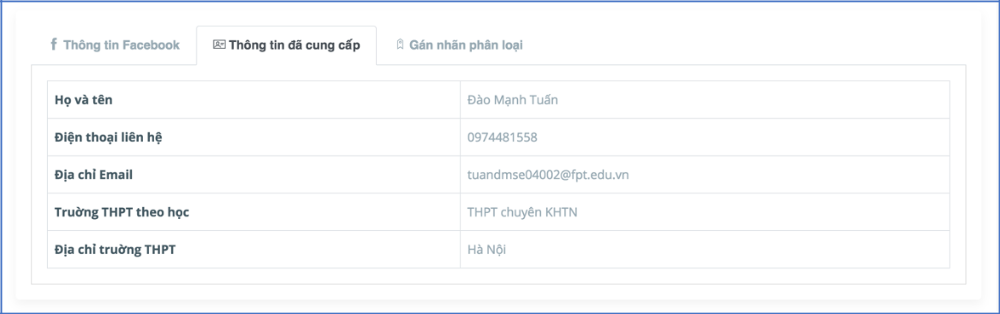 Thông tin Facebook Thông tin đã cung cấp Gán nhãn phân loại
Họ và tên Đào Mạnh Tuấn
Điện thoại liên hệ 0974481558
Địa chỉ Email tuandmse04002@fpt.edu.vn
Trường THPT theo học THPT chuyên KHTN
Địa chỉ trường THPT Hà Nội